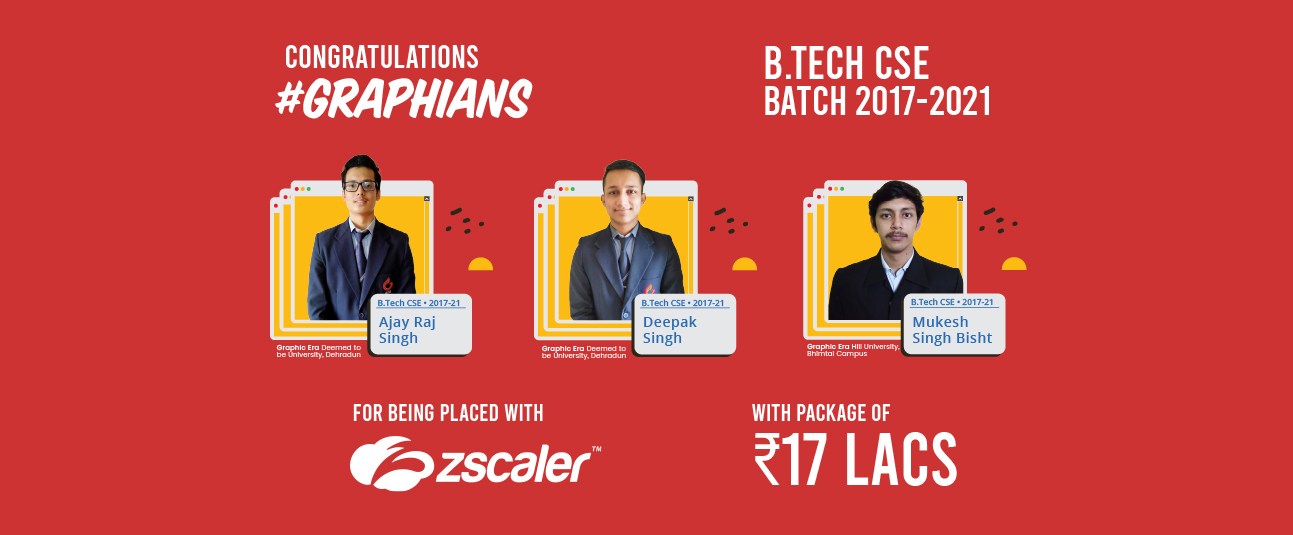 CONGRATULATIONS
#GRAPHIANS
B.TECH CSE
BATCH 2017-2021
B.Tech CSE • 2017-21
Ajay Raj
Singh
Graphic Era Deemed to
be University, Dehradun
B.Tech CSE • 2017-21
Deepak
Singh
Graphic Era Deemed to
be University, Dehradun
B.Tech CSE • 2017-21
Mukesh
Singh Bisht
Graphic Era Hill University,
Bhimtal Campus
FOR BEING PLACED WITH
zscaler™
WITH PACKAGE OF
₹17 LACS